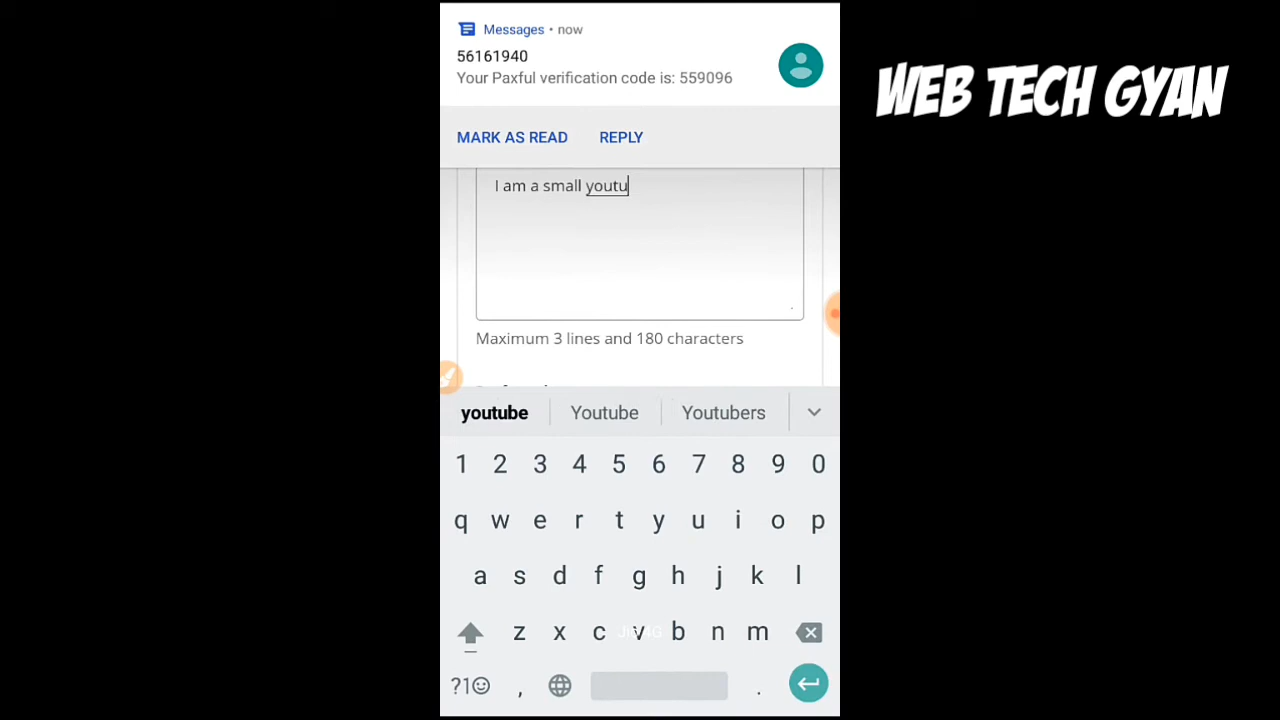 Messages • now
56161940
Your Paxful verification code is: 559096
MARK AS READ REPLY
WEB TECH GYAN
I am a small youtu
Maximum 3 lines and 180 characters
youtube Youtube Youtubers
1 2 3 4 5 6 7 8 9 0
q w e r t y u i o p
a s d f g h j k l
z x c v b n m
?1☺ , .